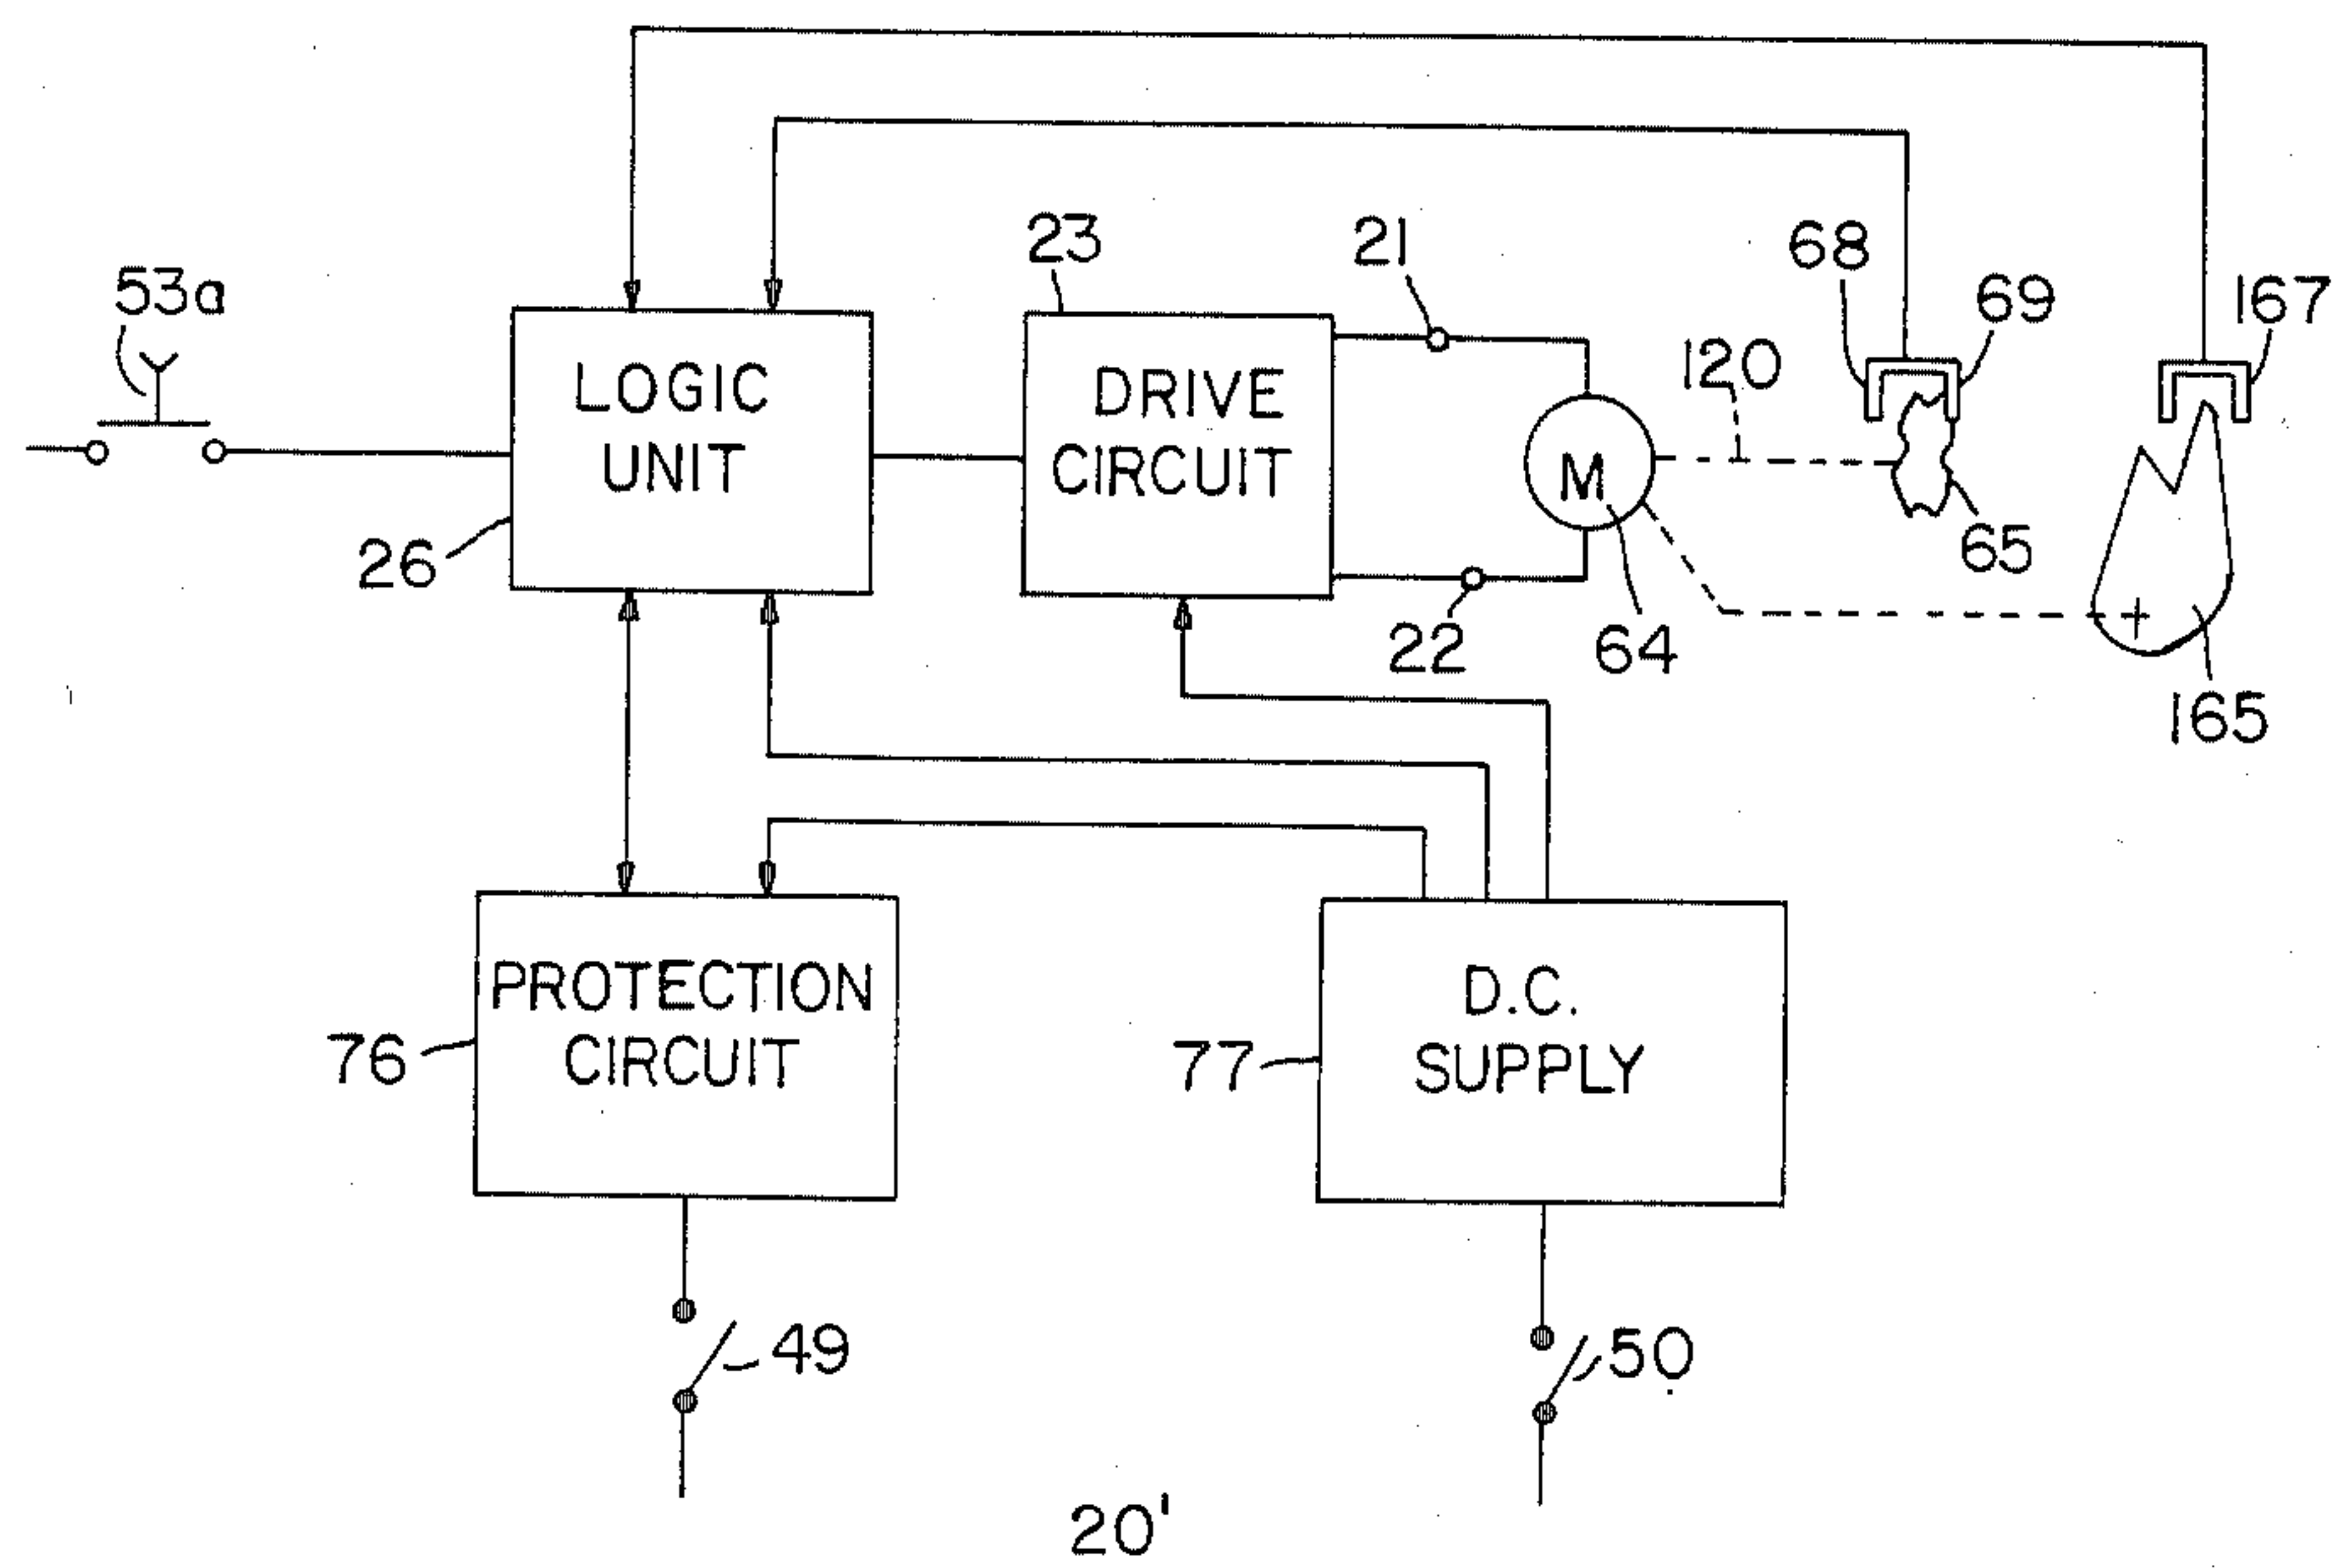 53a
LOGIC
UNIT
26
23
DRIVE
CIRCUIT
21
22
M
64
120
68
69
65
167
165
PROTECTION
CIRCUIT
76
D.C.
SUPPLY
77
49
50
20'